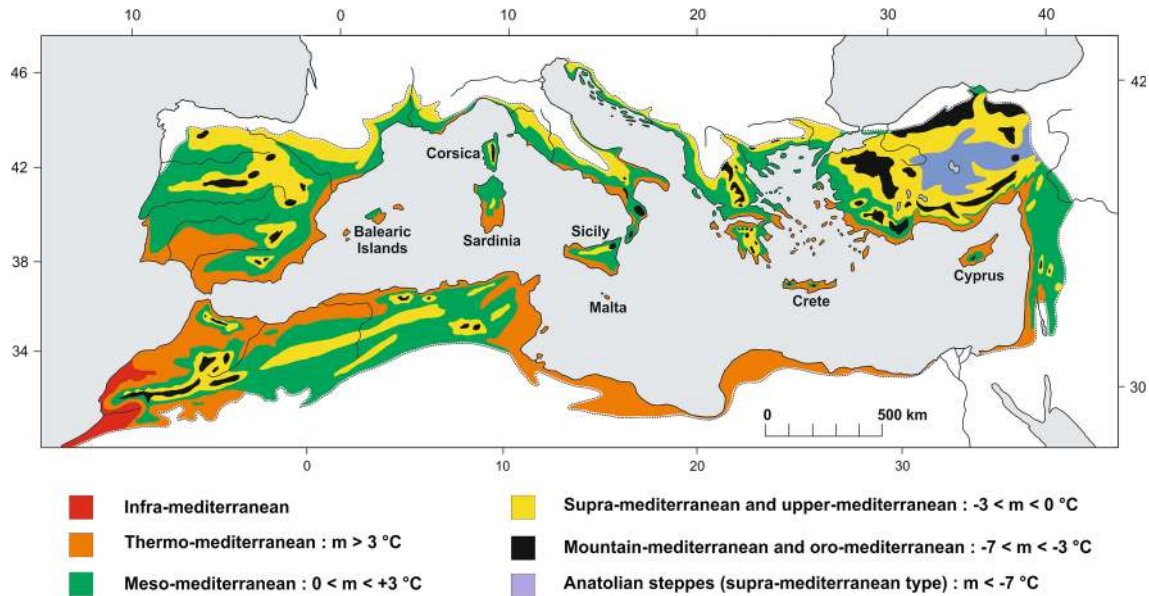 10 0 10 20 30 40
46 42
Corsica
42
Balearic
Islands
Sardinia
Sicily
38
Cyprus
Malta
Crete
34
30
0 500 km
0 10 20 30
Infra-mediterranean
Thermo-mediterranean : m > 3 °C
Meso-mediterranean : 0 < m < +3 °C
Supra-mediterranean and upper-mediterranean : -3 < m < 0 °C
Mountain-mediterranean and oro-mediterranean : -7 < m < -3 °C
Anatolian steppes (supra-mediterranean type) : m < -7 °C